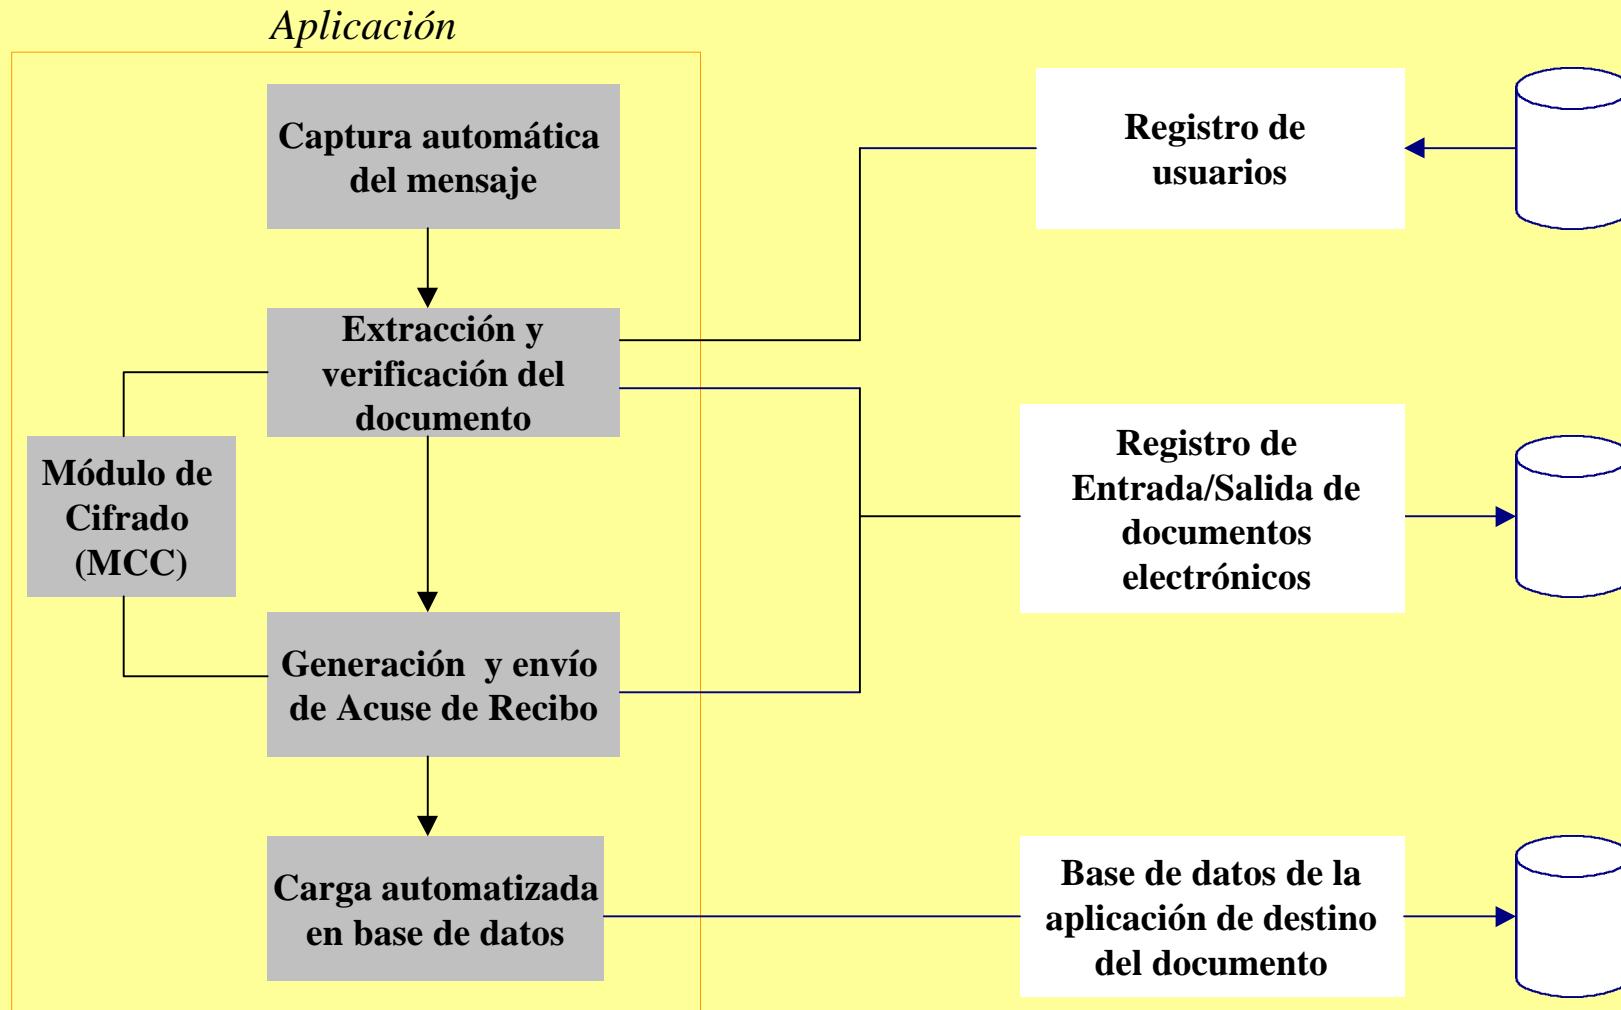 Aplicación
Captura automática
del mensaje
Registro de
usuarios
Extracción y
verificación del
documento
Módulo de
Cifrado
(MCC)
Registro de
Entrada/Salida de
documentos
electrónicos
Generación y envío
de Acuse de Recibo
Carga automatizada
en base de datos
Base de datos de la
aplicación de destino
del documento